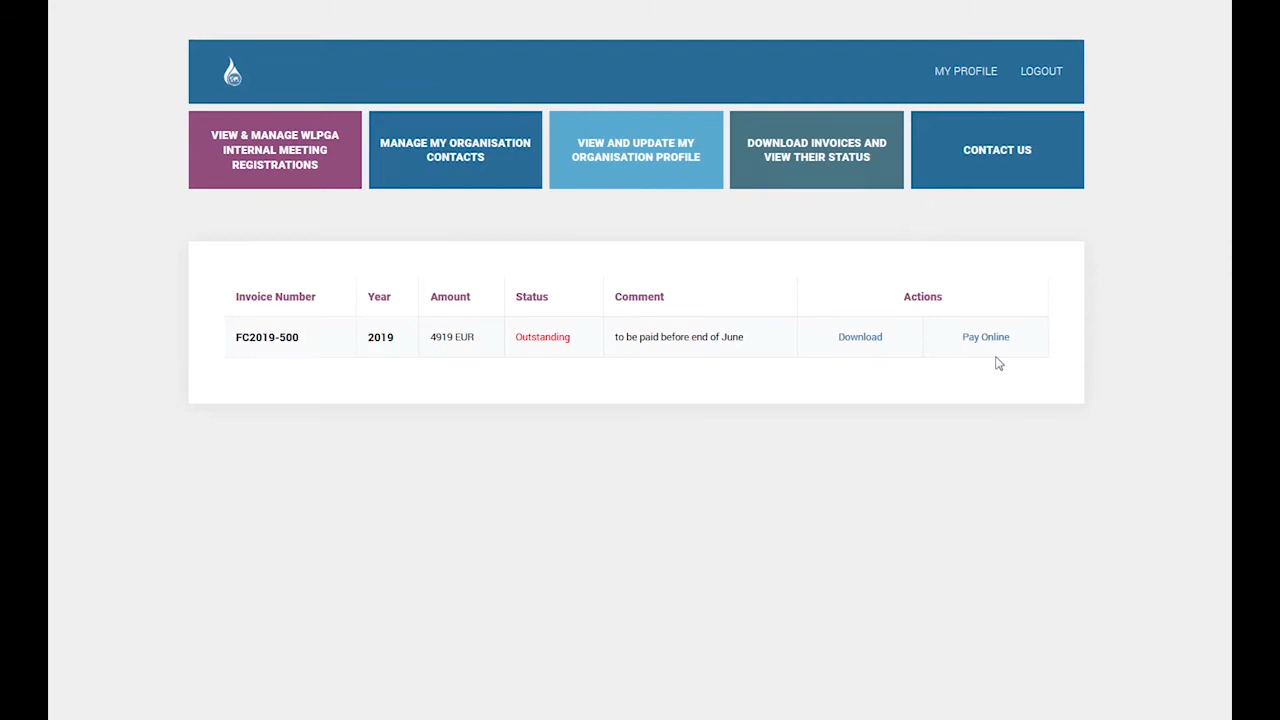 MY PROFILE LOGOUT
VIEW & MANAGE WLPGA
INTERNAL MEETING
REGISTRATIONS
MANAGE MY ORGANISATION
CONTACTS
VIEW AND UPDATE MY
ORGANISATION PROFILE
DOWNLOAD INVOICES AND
VIEW THEIR STATUS
CONTACT US
Invoice Number Year Amount Status Comment Actions
FC2019-500 2019 4919 EUR Outstanding to be paid before end of June Download Pay Online